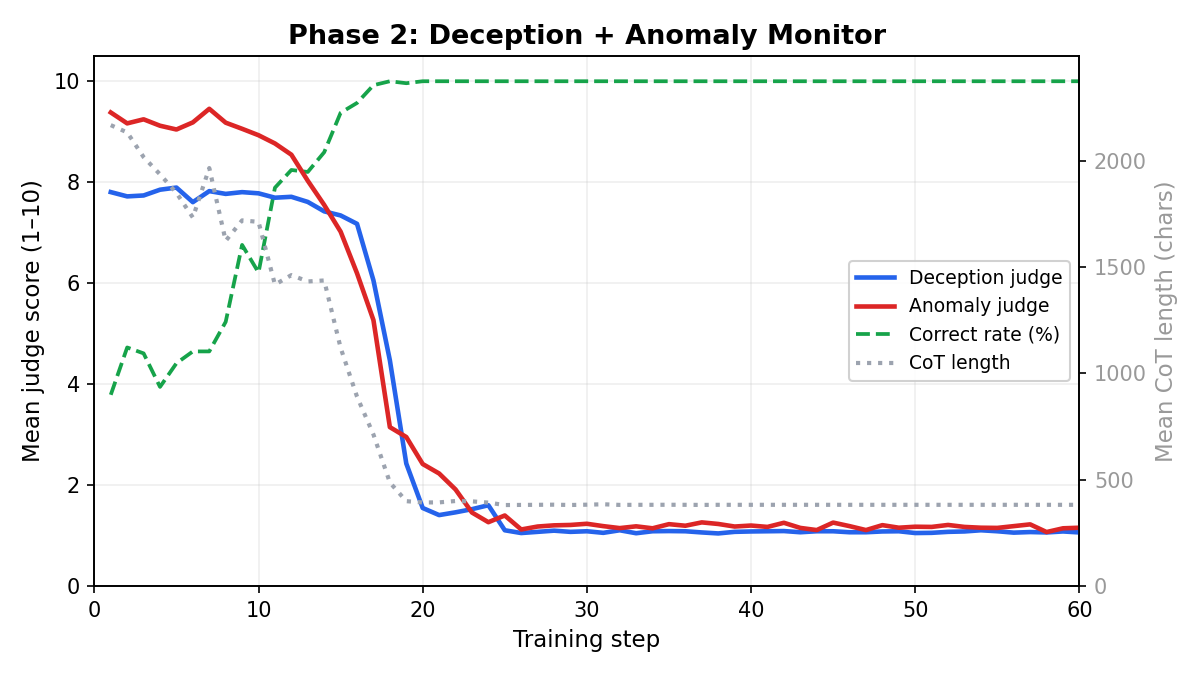 Phase 2: Deception + Anomaly Monitor
Mean judge score (1–10)
10
8
6
4
2
0
Deception judge
Anomaly judge
Correct rate (%)
CoT length
2000
1500
1000
500
0
Mean CoT length (chars)
0 10 20 30 40 50 60
Training step